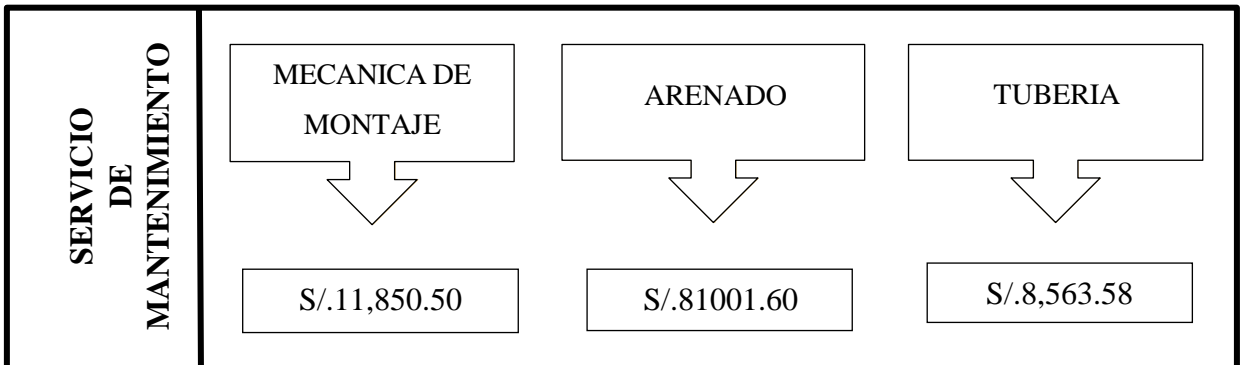 SERVICIO
DE
MANTENIMIENTO
MECANICA DE
MONTAJE
ARENADO
TUBERIA
S/.11,850.50
S/.81001.60
S/.8,563.58